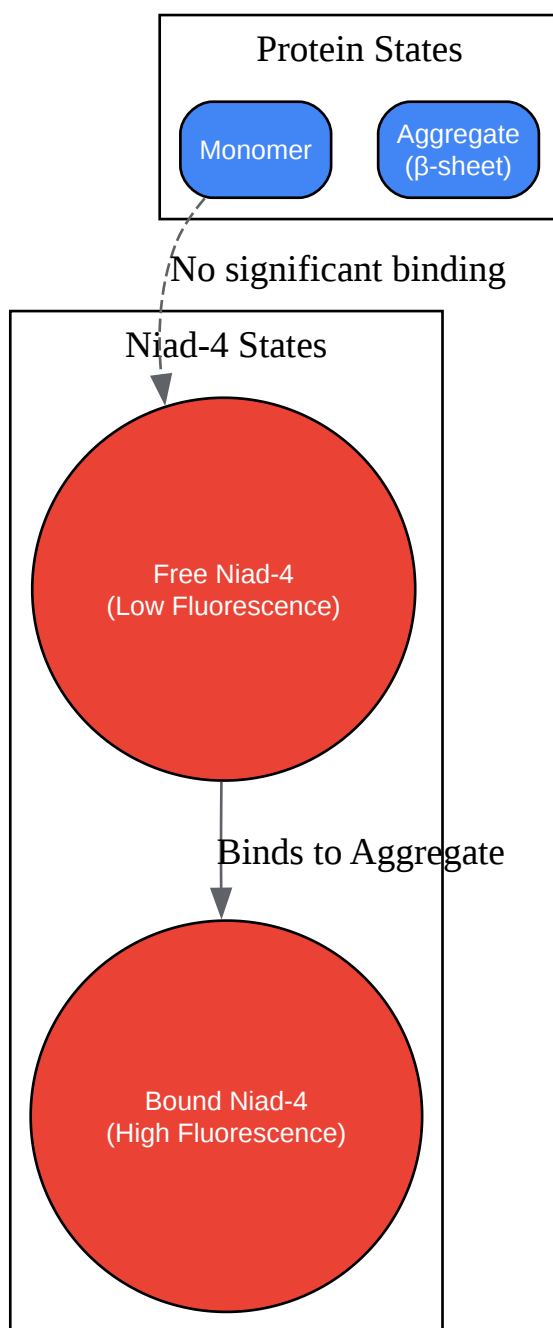 Protein States
Monomer
Aggregate
(β-sheet)
No significant binding
Niad-4 States
Free Niad-4
(Low Fluorescence)
Binds to Aggregate
Bound Niad-4
(High Fluorescence)